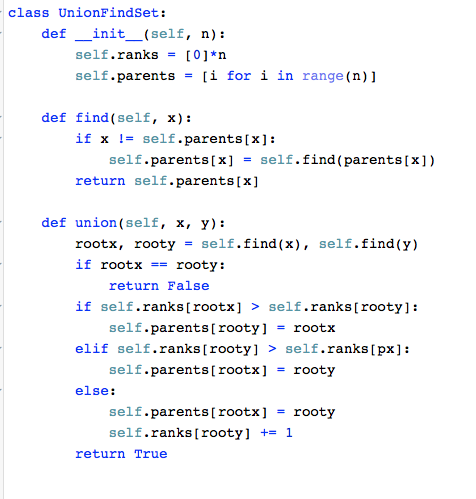 class UnionFindSet:
    def __init__(self, n):
        self.ranks = [0]*n
        self.parents = [i for i in range(n)]
    def find(self, x):
        if x != self.parents[x]:
            self.parents[x] = self.find(parents[x])
        return self.parents[x]
    def union(self, x, y):
        rootx, rooty = self.find(x), self.find(y)
        if rootx == rooty:
            return False
        if self.ranks[rootx] > self.ranks[rooty]:
            self.parents[rooty] = rootx
        elif self.ranks[rooty] > self.ranks[px]:
            self.parents[rootx] = rooty
        else:
            self.parents[rootx] = rooty
            self.ranks[rooty] += 1
        return True